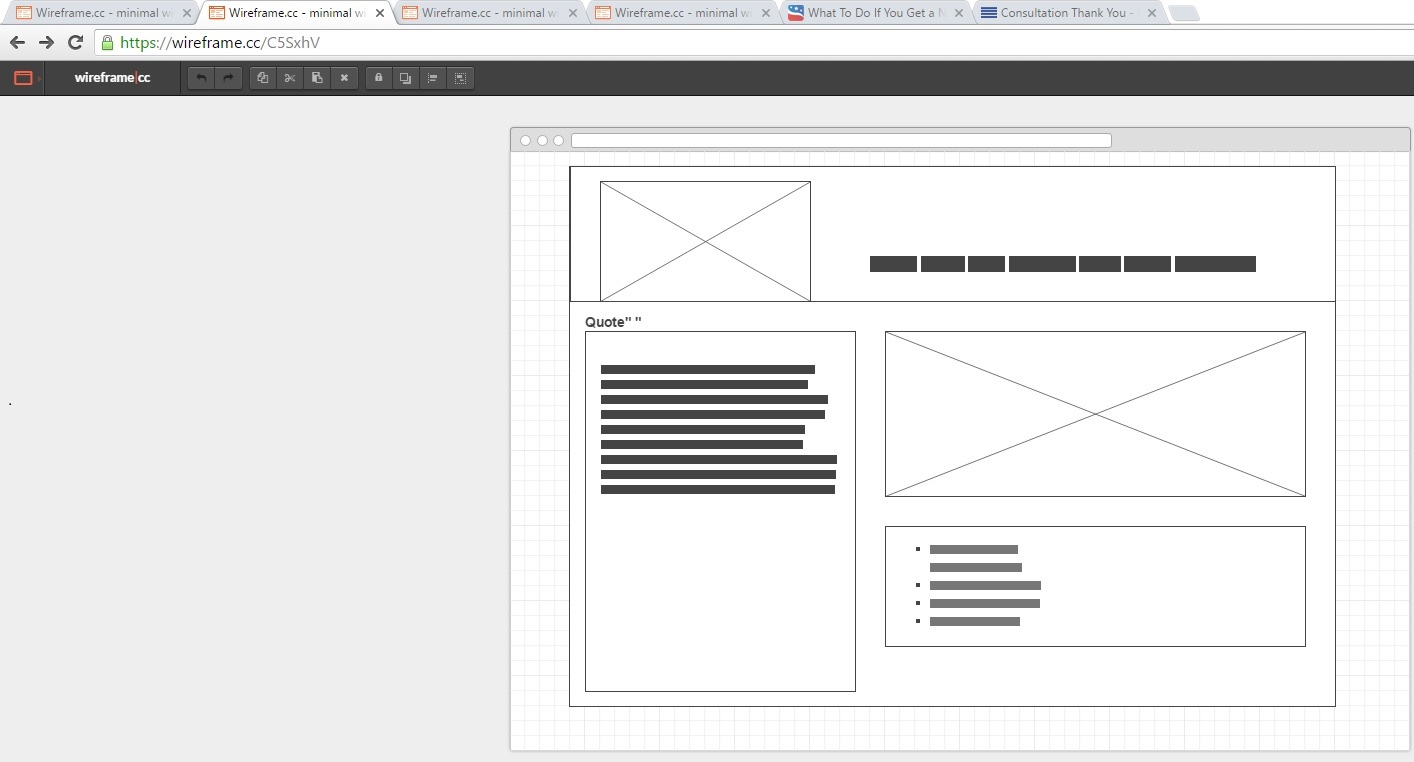 Wireframe.cc - minimal w
Wireframe.cc - minimal wi
Wireframe.cc - minimal w
Wireframe.cc - minimal w
What To Do If You Get a N
Consultation Thank You -
https://wireframe.cc/C5SxhV
wireframe|cc
Quote" "
.